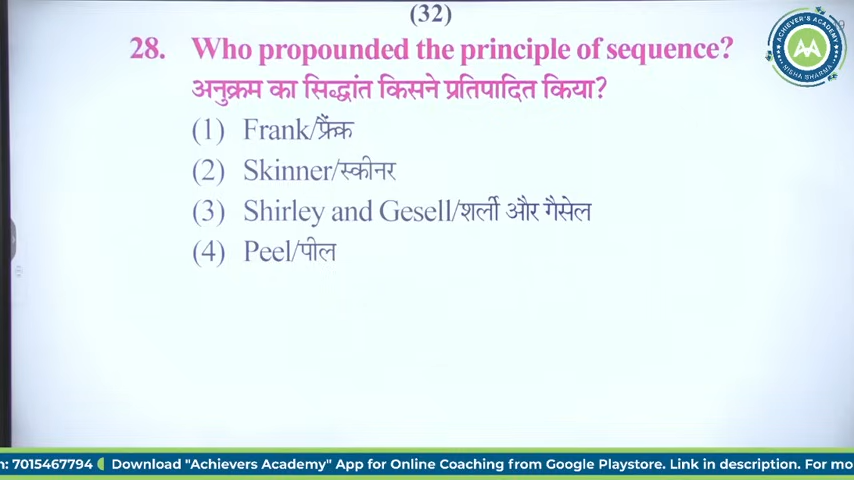 (32)
28. Who propounded the principle of sequence?
अनुक्रम का सिद्धांत किसने प्रतिपादित किया?
(1) Frank/फ्रैंक
(2) Skinner/स्कीनर
(3) Shirley and Gesell/शर्ली और गैसेल
(4) Peel/पील
ACHIEVER'S ACADEMY
NISHA SHARMA
n: 7015467794 Download "Achievers Academy" App for Online Coaching from Google Playstore. Link in description. For mo